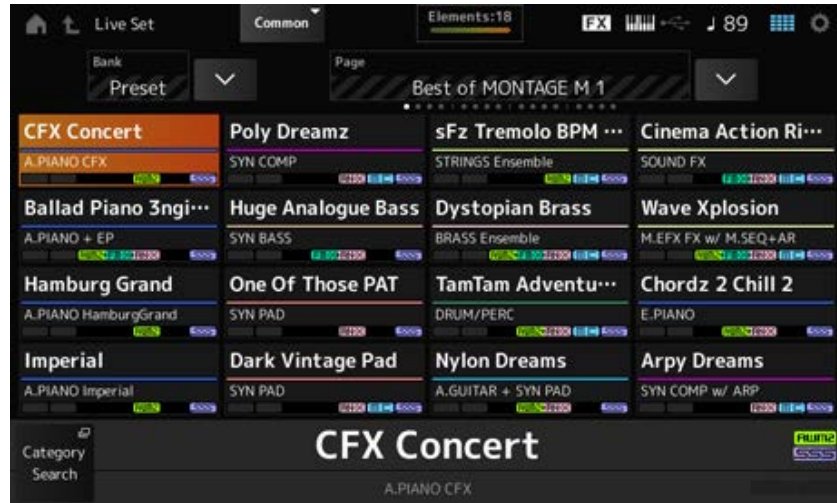 Live Set
Common
Elements:18
FX
♩ 89
Bank
Preset
Page
Best of MONTAGE M 1
CFX Concert
A.PIANO CFX
Poly Dreamz
SYN COMP
sFz Tremolo BPM ···
STRINGS Ensemble
Cinema Action Ri···
SOUND FX
Ballad Piano 3ngi···
A.PIANO + EP
Huge Analogue Bass
SYN BASS
Dystopian Brass
BRASS Ensemble
Wave Xplosion
M.EFX FX w/ M.SEQ+AR
Hamburg Grand
A.PIANO HamburgGrand
One Of Those PAT
SYN PAD
TamTam Adventu···
DRUM/PERC
Chordz 2 Chill 2
E.PIANO
Imperial
A.PIANO Imperial
Dark Vintage Pad
SYN PAD
Nylon Dreams
A.GUITAR + SYN PAD
Arpy Dreams
SYN COMP w/ ARP
Category
Search
CFX Concert
A.PIANO CFX
AWM2